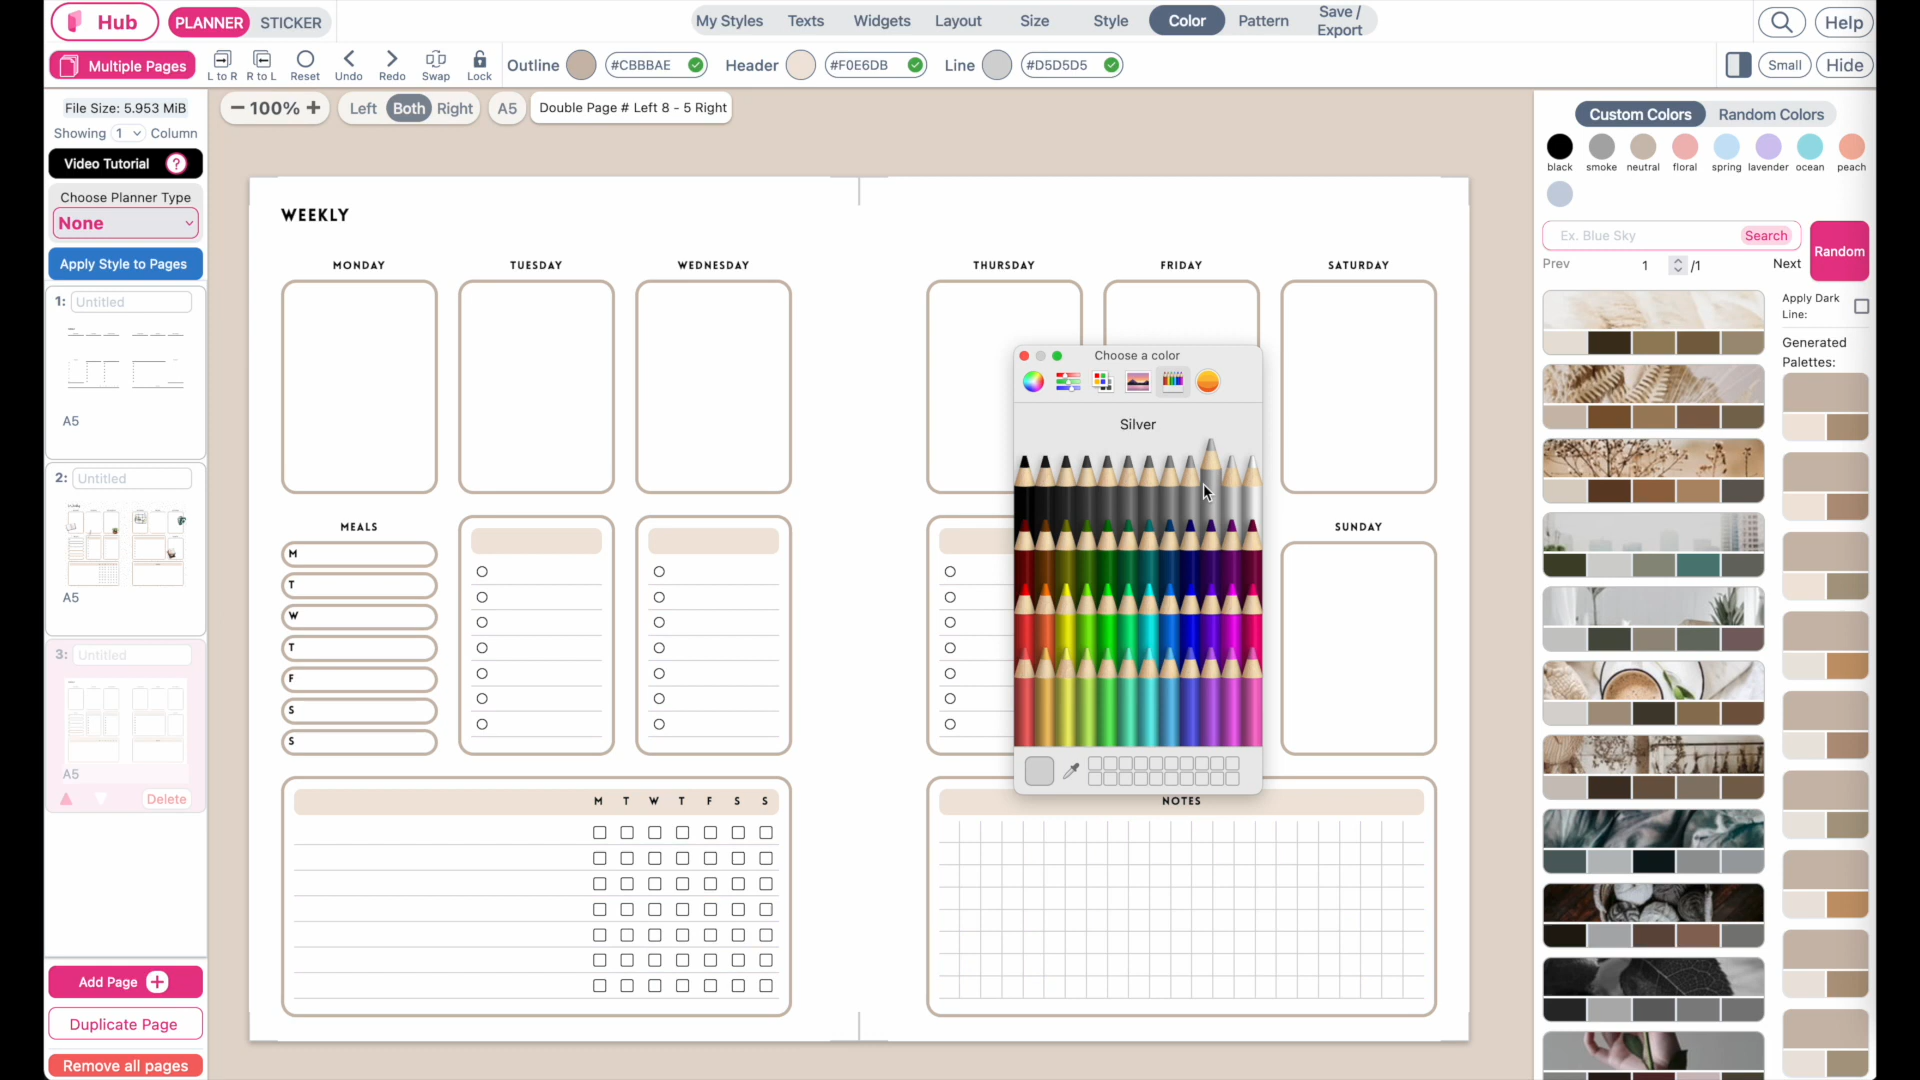 Hub
PLANNER
STICKER
My Styles
Texts
Widgets
Layout
Size
Style
Color
Pattern
Save /
Export
Help
Multiple Pages
L to R
R to L
Reset
Undo
Redo
Swap
Lock
Outline
#CBBBAE
Header
#F0E6DB
Line
#D5D5D5
Small
Hide
File Size: 5.953 MiB
Showing 1 Column
Video Tutorial ?
Choose Planner Type
None
Apply Style to Pages
1: Untitled
A5
2: Untitled
A5
3: Untitled
A5
Delete
Add Page
Duplicate Page
Remove all pages
100%
Left
Both
Right
A5
Double Page # Left 8 - 5 Right
WEEKLY
MONDAY
TUESDAY
WEDNESDAY
THURSDAY
FRIDAY
SATURDAY
MEALS
M
T
W
T
F
S
S
SUNDAY
M T W T F S S
NOTES
Choose a color
Silver
Custom Colors
Random Colors
black
smoke
neutral
floral
spring
lavender
ocean
peach
Ex. Blue Sky
Search
Random
Prev
1
/1
Next
Apply Dark
Line:
Generated
Palettes: